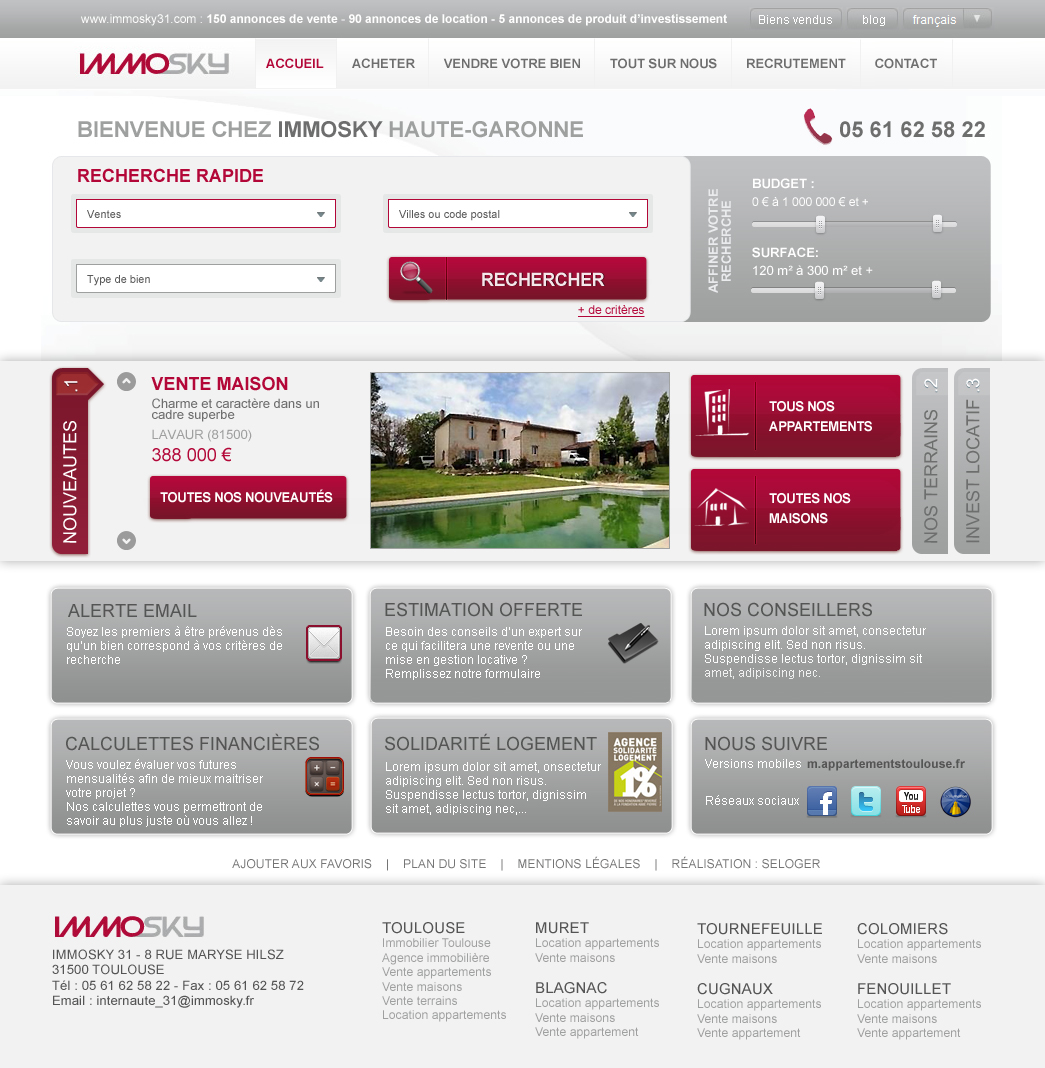 www.immosky31.com : 150 annonces de vente - 90 annonces de location - 5 annonces de produit d'investissement
Biens vendus
blog
français
IMMOSKY
ACCUEIL
ACHETER
VENDRE VOTRE BIEN
TOUT SUR NOUS
RECRUTEMENT
CONTACT
BIENVENUE CHEZ IMMOSKY HAUTE-GARONNE
05 61 62 58 22
RECHERCHE RAPIDE
Ventes
Villes ou code postal
Type de bien
RECHERCHER
+ de critères
AFFINER VOTRE
RECHERCHE
BUDGET :
0 € à 1 000 000 € et +
SURFACE:
120 m² à 300 m² et +
NOUVEAUTES .1
VENTE MAISON
Charme et caractère dans un
cadre superbe
LAVAUR (81500)
388 000 €
TOUTES NOS NOUVEAUTÉS
TOUS NOS
APPARTEMENTS
TOUTES NOS
MAISONS
NOS TERRAINS .2
INVEST LOCATIF .3
ALERTE EMAIL
Soyez les premiers à être prévenus dès
qu'un bien correspond à vos critères de
recherche
ESTIMATION OFFERTE
Besoin des conseils d'un expert sur
ce qui facilitera une revente ou une
mise en gestion locative ?
Remplissez notre formulaire
NOS CONSEILLERS
Lorem ipsum dolor sit amet, consectetur
adipiscing elit. Sed non risus.
Suspendisse lectus tortor, dignissim sit
amet, adipiscing nec.
CALCULETTES FINANCIÈRES
Vous voulez évaluer vos futures
mensualités afin de mieux maitriser
votre projet ?
Nos calculettes vous permettront de
savoir au plus juste où vous allez !
SOLIDARITÉ LOGEMENT
Lorem ipsum dolor sit amet, onsectetur
adipiscing elit. Sed non risus.
Suspendisse lectus tortor, dignissim
sit amet, adipiscing nec,...
AGENCE
SOLIDARITÉ
LOGEMENT
1%
NOUS SUIVRE
Versions mobiles m.appartementstoulouse.fr
Réseaux sociaux
f
t
You
Tube
AJOUTER AUX FAVORIS | PLAN DU SITE | MENTIONS LÉGALES | RÉALISATION : SELOGER
IMMOSKY
IMMOSKY 31 - 8 RUE MARYSE HILSZ
31500 TOULOUSE
Tél : 05 61 62 58 22 - Fax : 05 61 62 58 72
Email : internaute_31@immosky.fr
TOULOUSE
Immobilier Toulouse
Agence immobilière
Vente appartements
Vente maisons
Vente terrains
Location appartements
MURET
Location appartements
Vente maisons
BLAGNAC
Location appartements
Vente maisons
Vente appartement
TOURNEFEUILLE
Location appartements
Vente maisons
CUGNAUX
Location appartements
Vente maisons
Vente appartement
COLOMIERS
Location appartements
Vente maisons
FENOUILLET
Location appartements
Vente maisons
Vente appartement